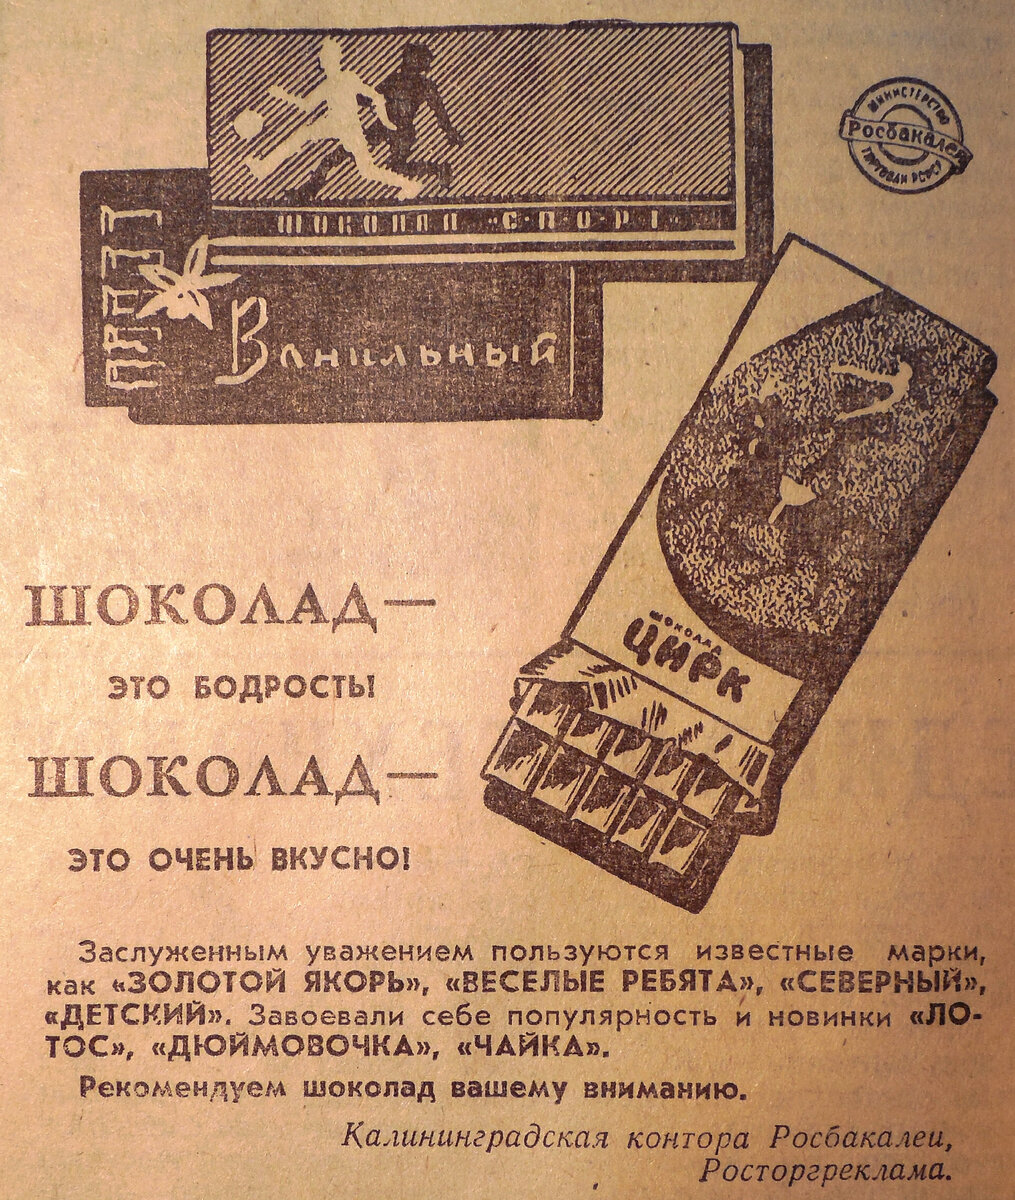 МИНИСТЕРСТВО
Росбакалея
ТОРГОВЛИ РСФСР
ШОКОЛАД «С·П·О·Р·Т»
Ванильный
ШОКОЛАД
ЦИРК
ШОКОЛАД—
ЭТО БОДРОСТЬ!
ШОКОЛАД—
ЭТО ОЧЕНЬ ВКУСНО!
Заслуженным уважением пользуются известные марки,
как «ЗОЛОТОЙ ЯКОРЬ», «ВЕСЕЛЫЕ РЕБЯТА», «СЕВЕРНЫЙ»,
«ДЕТСКИЙ». Завоевали себе популярность и новинки «ЛО-
ТОС», «ДЮЙМОВОЧКА», «ЧАЙКА».
Рекомендуем шоколад вашему вниманию.
Калининградская контора Росбакалеи,
Росторгреклама.